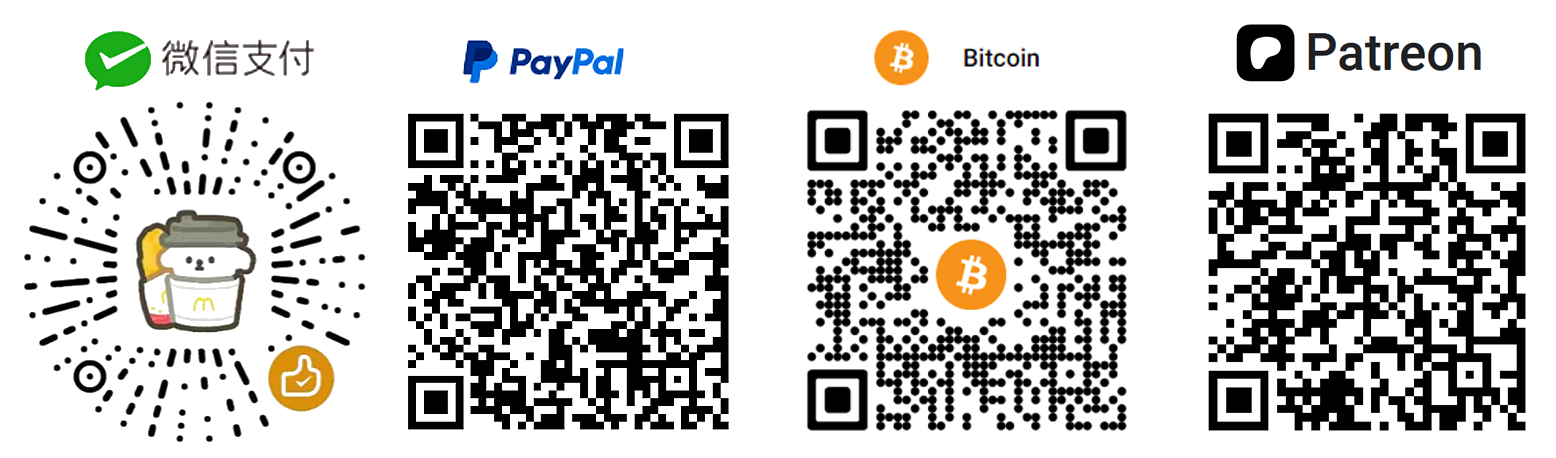 微信支付
PayPal
Bitcoin
Patreon